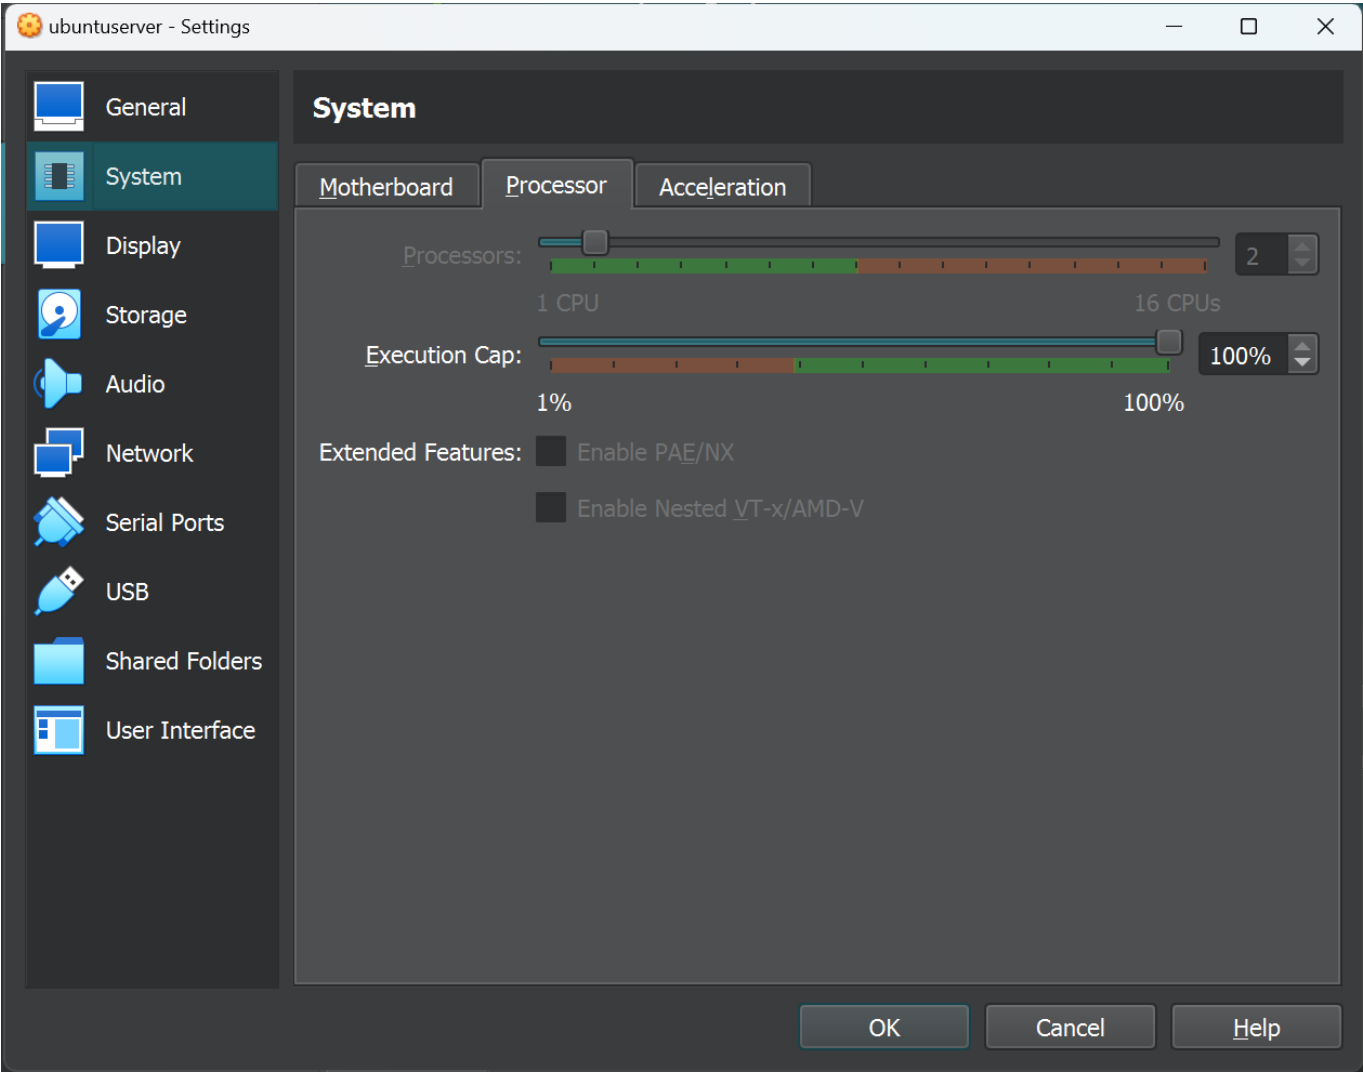 ubuntuserver - Settings
General
System
Display
Storage
Audio
Network
Serial Ports
USB
Shared Folders
User Interface
System
Motherboard
Processor
Acceleration
Processors:
2
1 CPU
16 CPUs
Execution Cap:
100%
1%
100%
Extended Features:
Enable PAE/NX
Enable Nested VT-x/AMD-V
OK
Cancel
Help